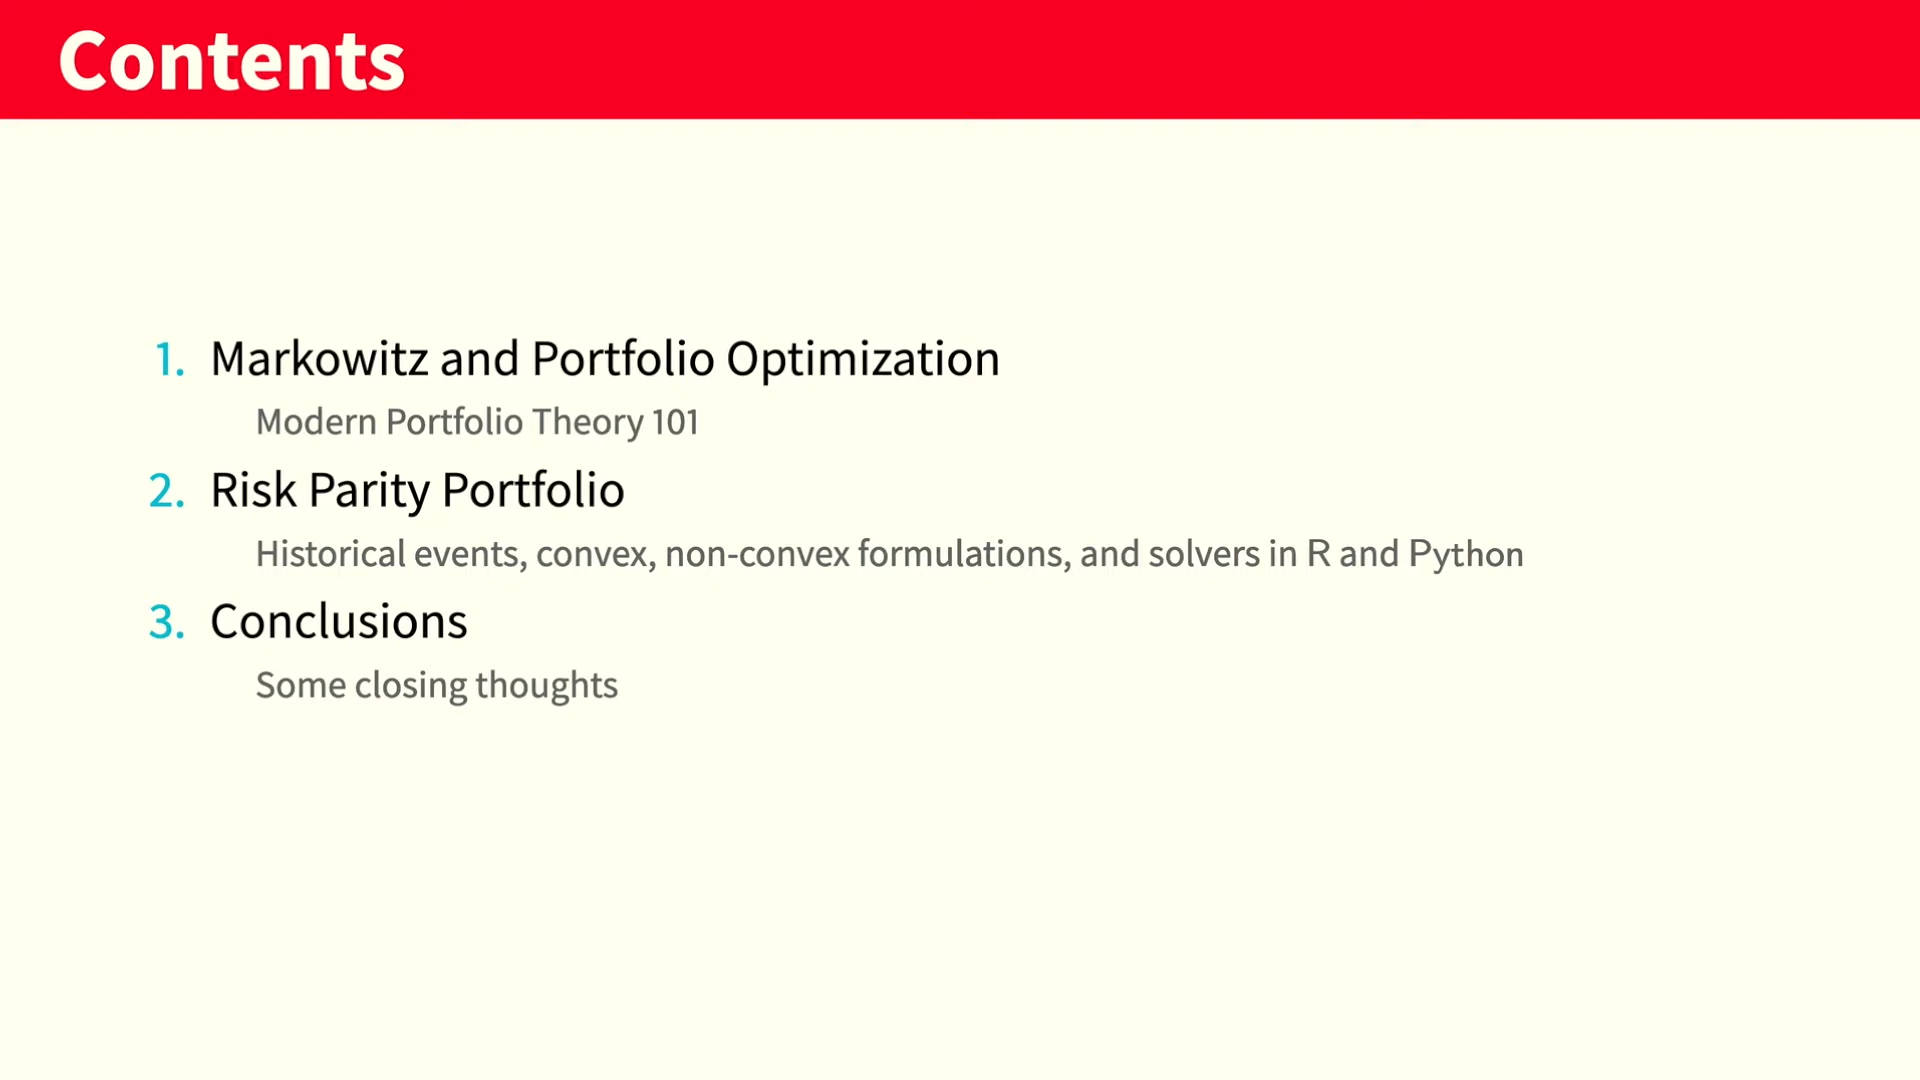 Contents
1. Markowitz and Portfolio Optimization
Modern Portfolio Theory 101
2. Risk Parity Portfolio
Historical events, convex, non-convex formulations, and solvers in R and Python
3. Conclusions
Some closing thoughts